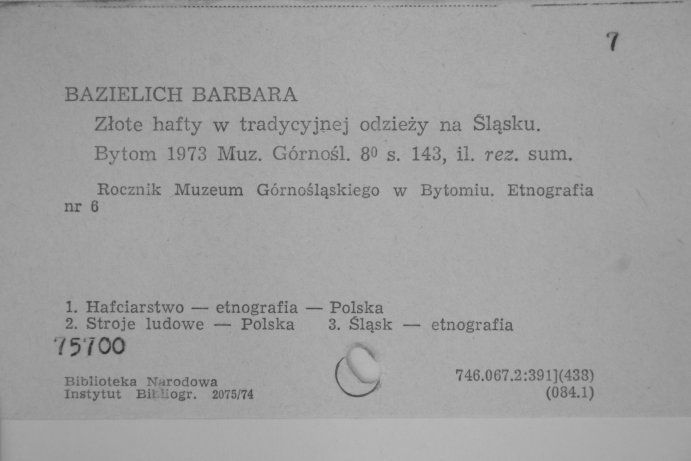 7
BAZIELICH BARBARA
Złote hafty w tradycyjnej odzieży na Śląsku.
Bytom 1973 Muz. Górnośl. 8⁰ s. 143, il. rez. sum.
Rocznik Muzeum Górnośląskiego w Bytomiu. Etnografia
nr 6
1. Hafciarstwo — etnografia — Polska
2. Stroje ludowe — Polska 3. Śląsk — etnografia
75700
Biblioteka Narodowa
Instytut Bibliogr. 2075/74
746.067.2:391](438)
(084.1)